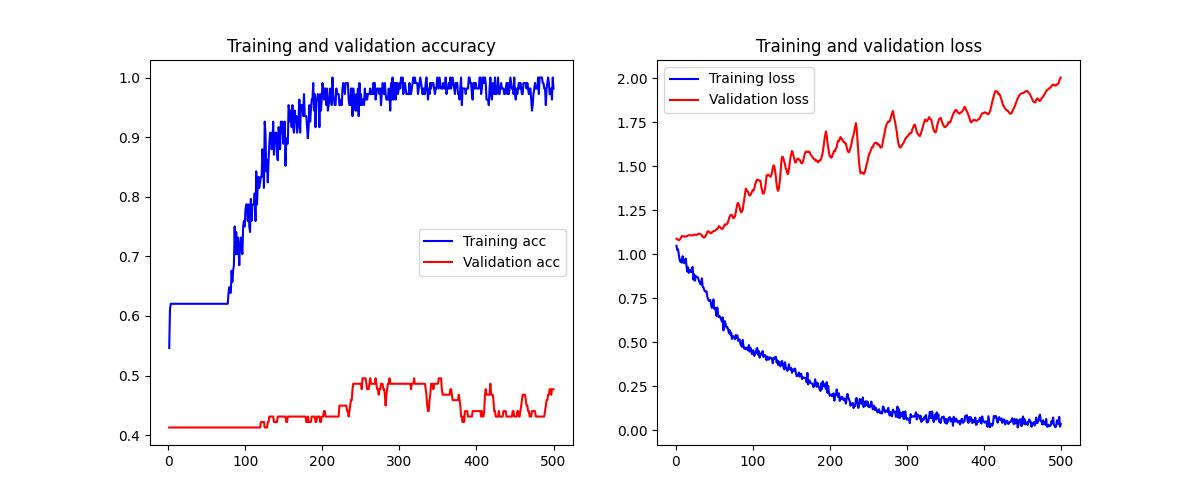 Training and validation accuracy
1.0
0.9
0.8
0.7
0.6
0.5
0.4
Training acc
Validation acc
0 100 200 300 400 500
Training and validation loss
2.00
1.75
1.50
1.25
1.00
0.75
0.50
0.25
0.00
Training loss
Validation loss
0 100 200 300 400 500